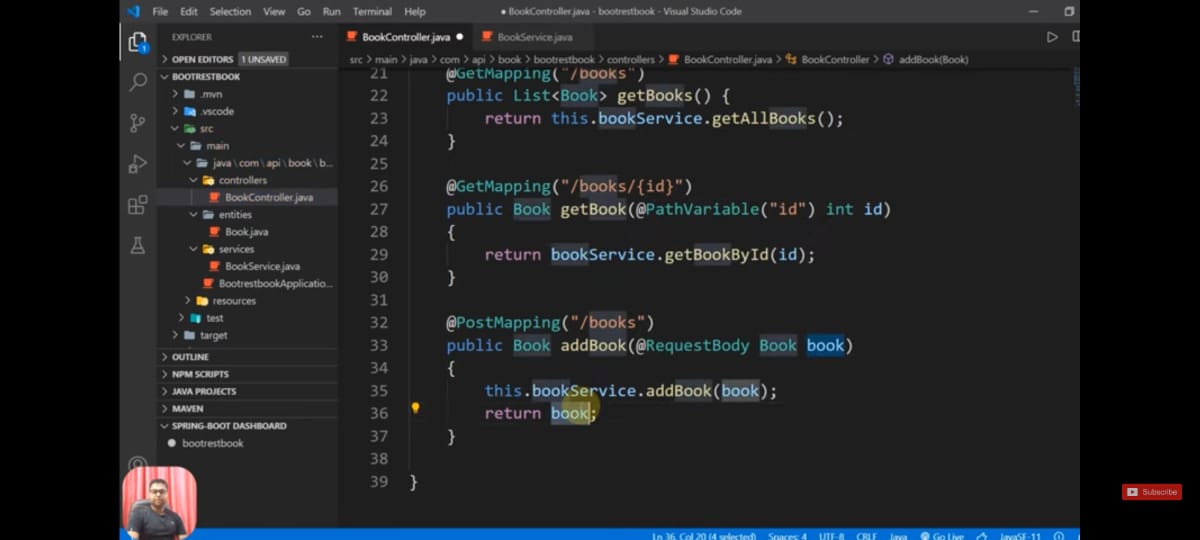 File Edit Selection View Go Run Terminal Help
● BookController.java - bootrestbook - Visual Studio Code
EXPLORER ···
BookController.java ●
BookService.java
OPEN EDITORS 1 UNSAVED
src > main > java > com > api > book > bootrestbook > controllers > BookController.java > BookController > addBook(Book)
BOOTRESTBOOK
.mvn
.vscode
src
main
java\com\api\book\b...
controllers
BookController.java
entities
Book.java
services
BookService.java
BootrestbookApplicatio...
resources
test
target
OUTLINE
NPM SCRIPTS
JAVA PROJECTS
MAVEN
SPRING-BOOT DASHBOARD
bootrestbook
1
21 @GetMapping("/books")
22 public List<Book> getBooks() {
23 return this.bookService.getAllBooks();
24 }
25
26 @GetMapping("/books/{id}")
27 public Book getBook(@PathVariable("id") int id)
28 {
29 return bookService.getBookById(id);
30 }
31
32 @PostMapping("/books")
33 public Book addBook(@RequestBody Book book)
34 {
35 this.bookService.addBook(book);
36 return book;
37 }
38
39 }
Subscribe
Ln 36, Col 20 (4 selected) Spaces: 4 UTF-8 CRLF Java Go Live JavaSE-11